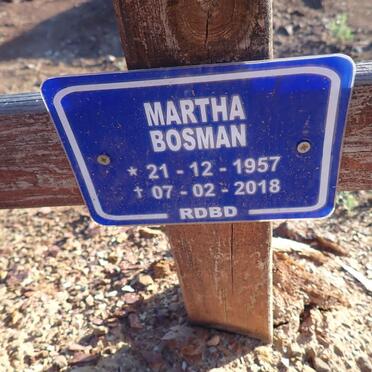 MARTHA
BOSMAN
* 21 - 12 - 1957
† 07 - 02 - 2018
RDBD